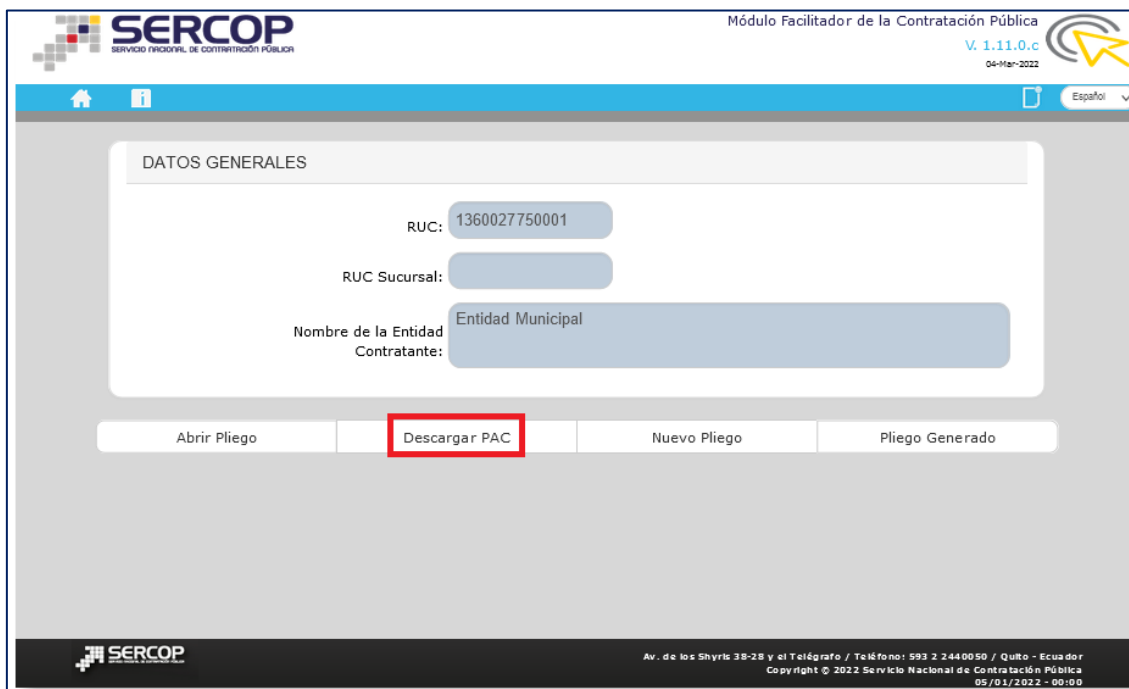 SERCOP
SERVICIO NACIONAL DE CONTRATACIÓN PÚBLICA
Módulo Facilitador de la Contratación Pública
V. 1.11.0.c
04-Mar-2022
Español
DATOS GENERALES
RUC: 1360027750001
RUC Sucursal:
Nombre de la Entidad Contratante: Entidad Municipal
Abrir Pliego
Descargar PAC
Nuevo Pliego
Pliego Generado
SERCOP
Av. de los Shyris 38-28 y el Telégrafo / Teléfono: 593 2 2440050 / Quito - Ecuador
Copyright © 2022 Servicio Nacional de Contratación Pública
05/01/2022 - 00:00